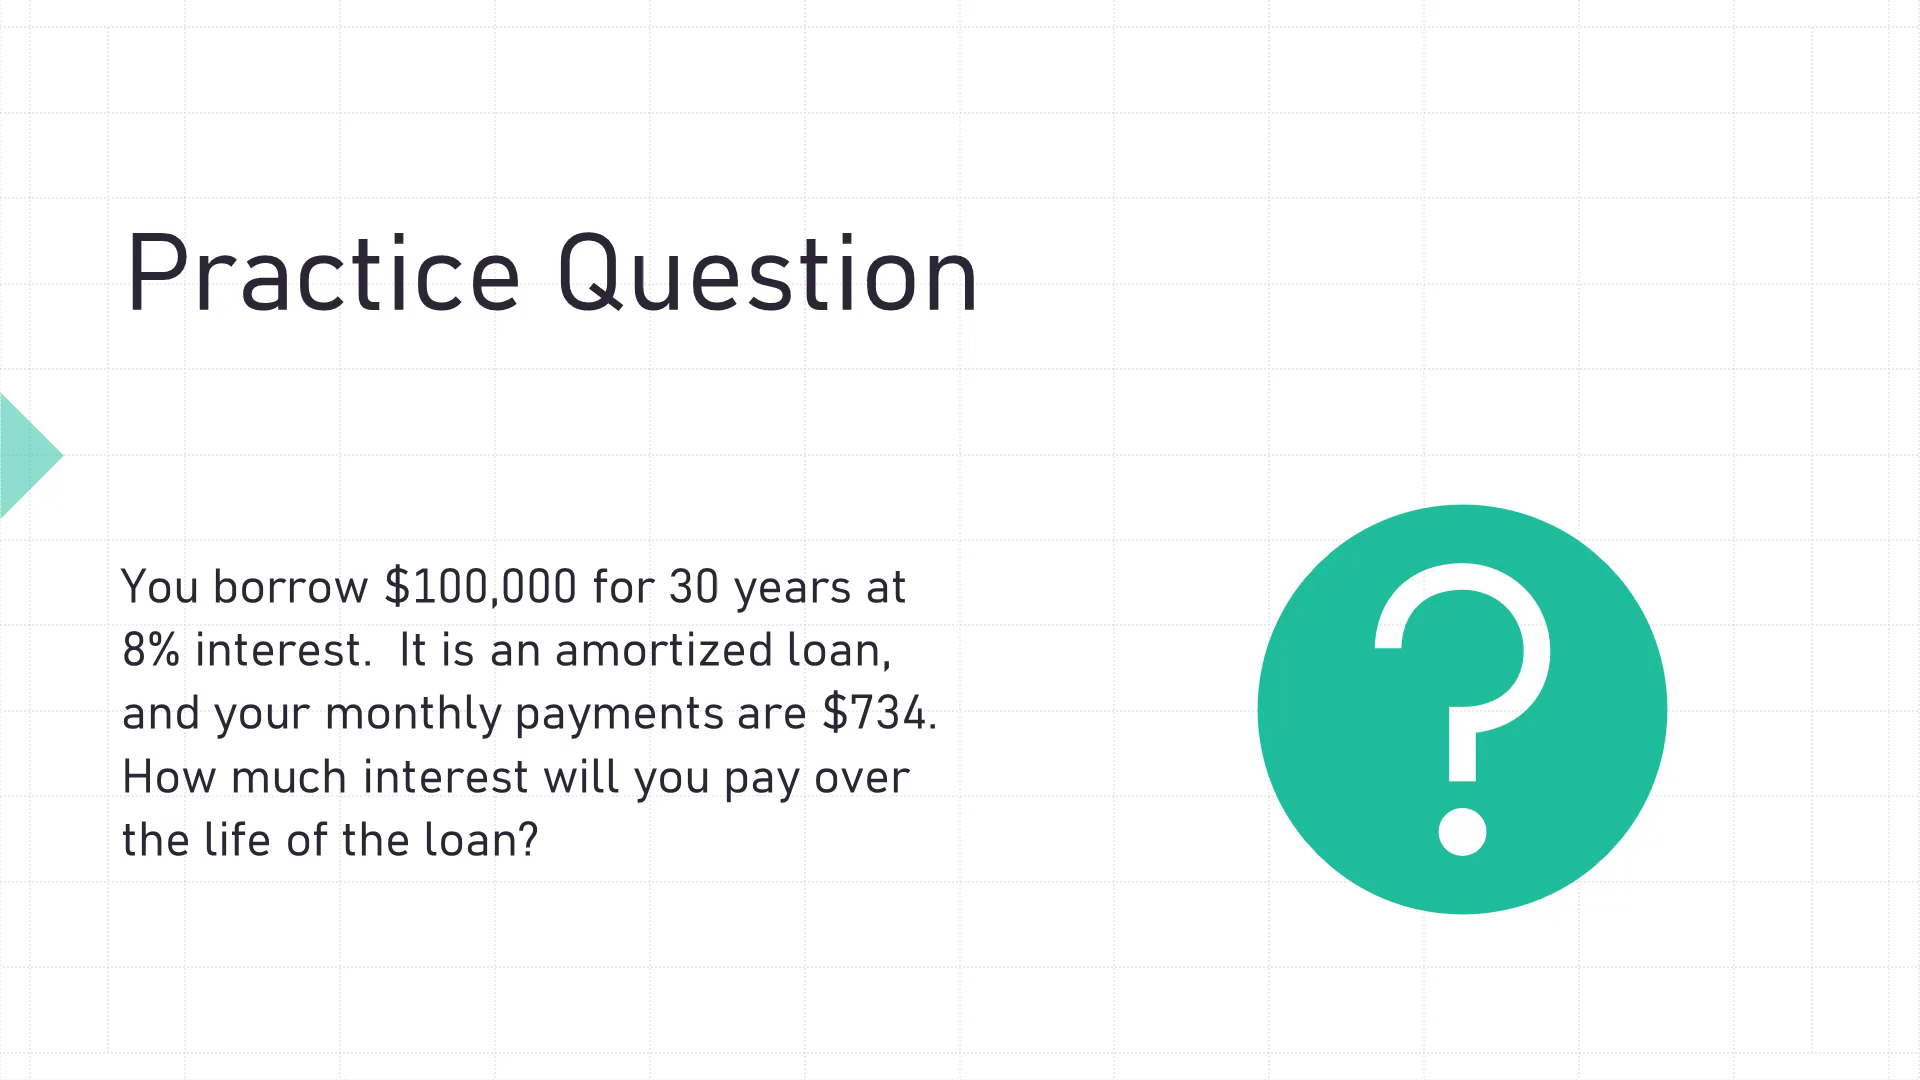 Practice Question
You borrow $100,000 for 30 years at
8% interest.  It is an amortized loan,
and your monthly payments are $734.
How much interest will you pay over
the life of the loan?
?